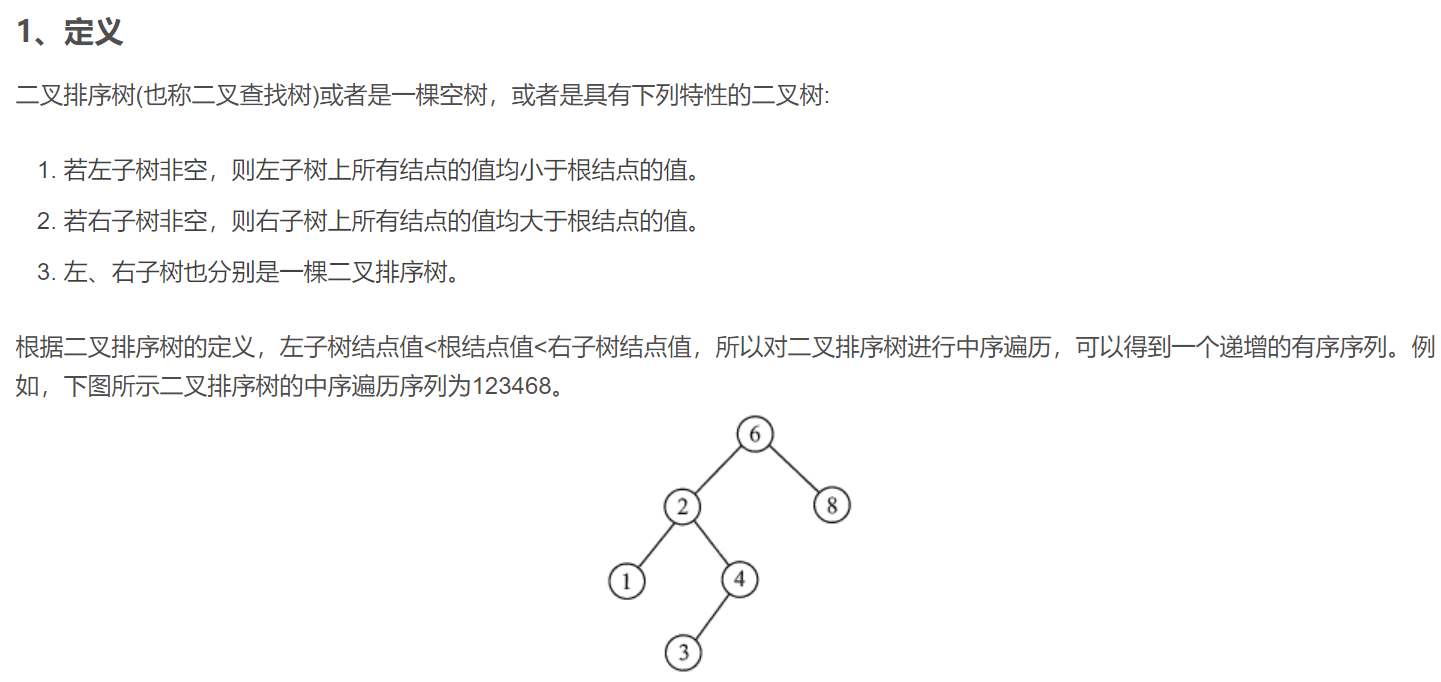 1、定义
二叉排序树(也称二叉查找树)或者是一棵空树，或者是具有下列特性的二叉树:
1. 若左子树非空，则左子树上所有结点的值均小于根结点的值。
2. 若右子树非空，则右子树上所有结点的值均大于根结点的值。
3. 左、右子树也分别是一棵二叉排序树。
根据二叉排序树的定义，左子树结点值<根结点值<右子树结点值，所以对二叉排序树进行中序遍历，可以得到一个递增的有序序列。例
如，下图所示二叉排序树的中序遍历序列为123468。
6
2
8
1
4
3